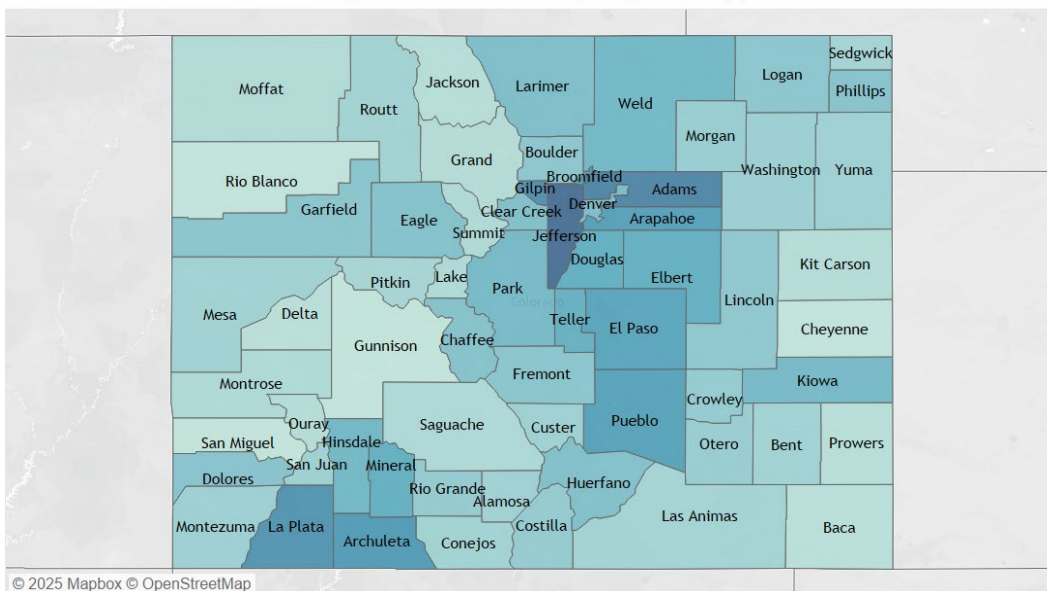 Moffat
Routt
Jackson
Larimer
Weld
Logan
Sedgwick
Phillips
Morgan
Grand
Boulder
Broomfield
Washington
Yuma
Rio Blanco
Garfield
Eagle
Gilpin
Clear Creek
Denver
Adams
Arapahoe
Summit
Jefferson
Douglas
Elbert
Lincoln
Kit Carson
Mesa
Pitkin
Lake
Park
Colorado
Delta
Teller
El Paso
Cheyenne
Gunnison
Chaffee
Fremont
Montrose
Kiowa
Crowley
Ouray
Saguache
Custer
Pueblo
San Miguel
Hinsdale
Otero
Bent
Prowers
San Juan
Mineral
Dolores
Rio Grande
Alamosa
Huerfano
Montezuma
La Plata
Archuleta
Conejos
Costilla
Las Animas
Baca
© 2025 Mapbox © OpenStreetMap